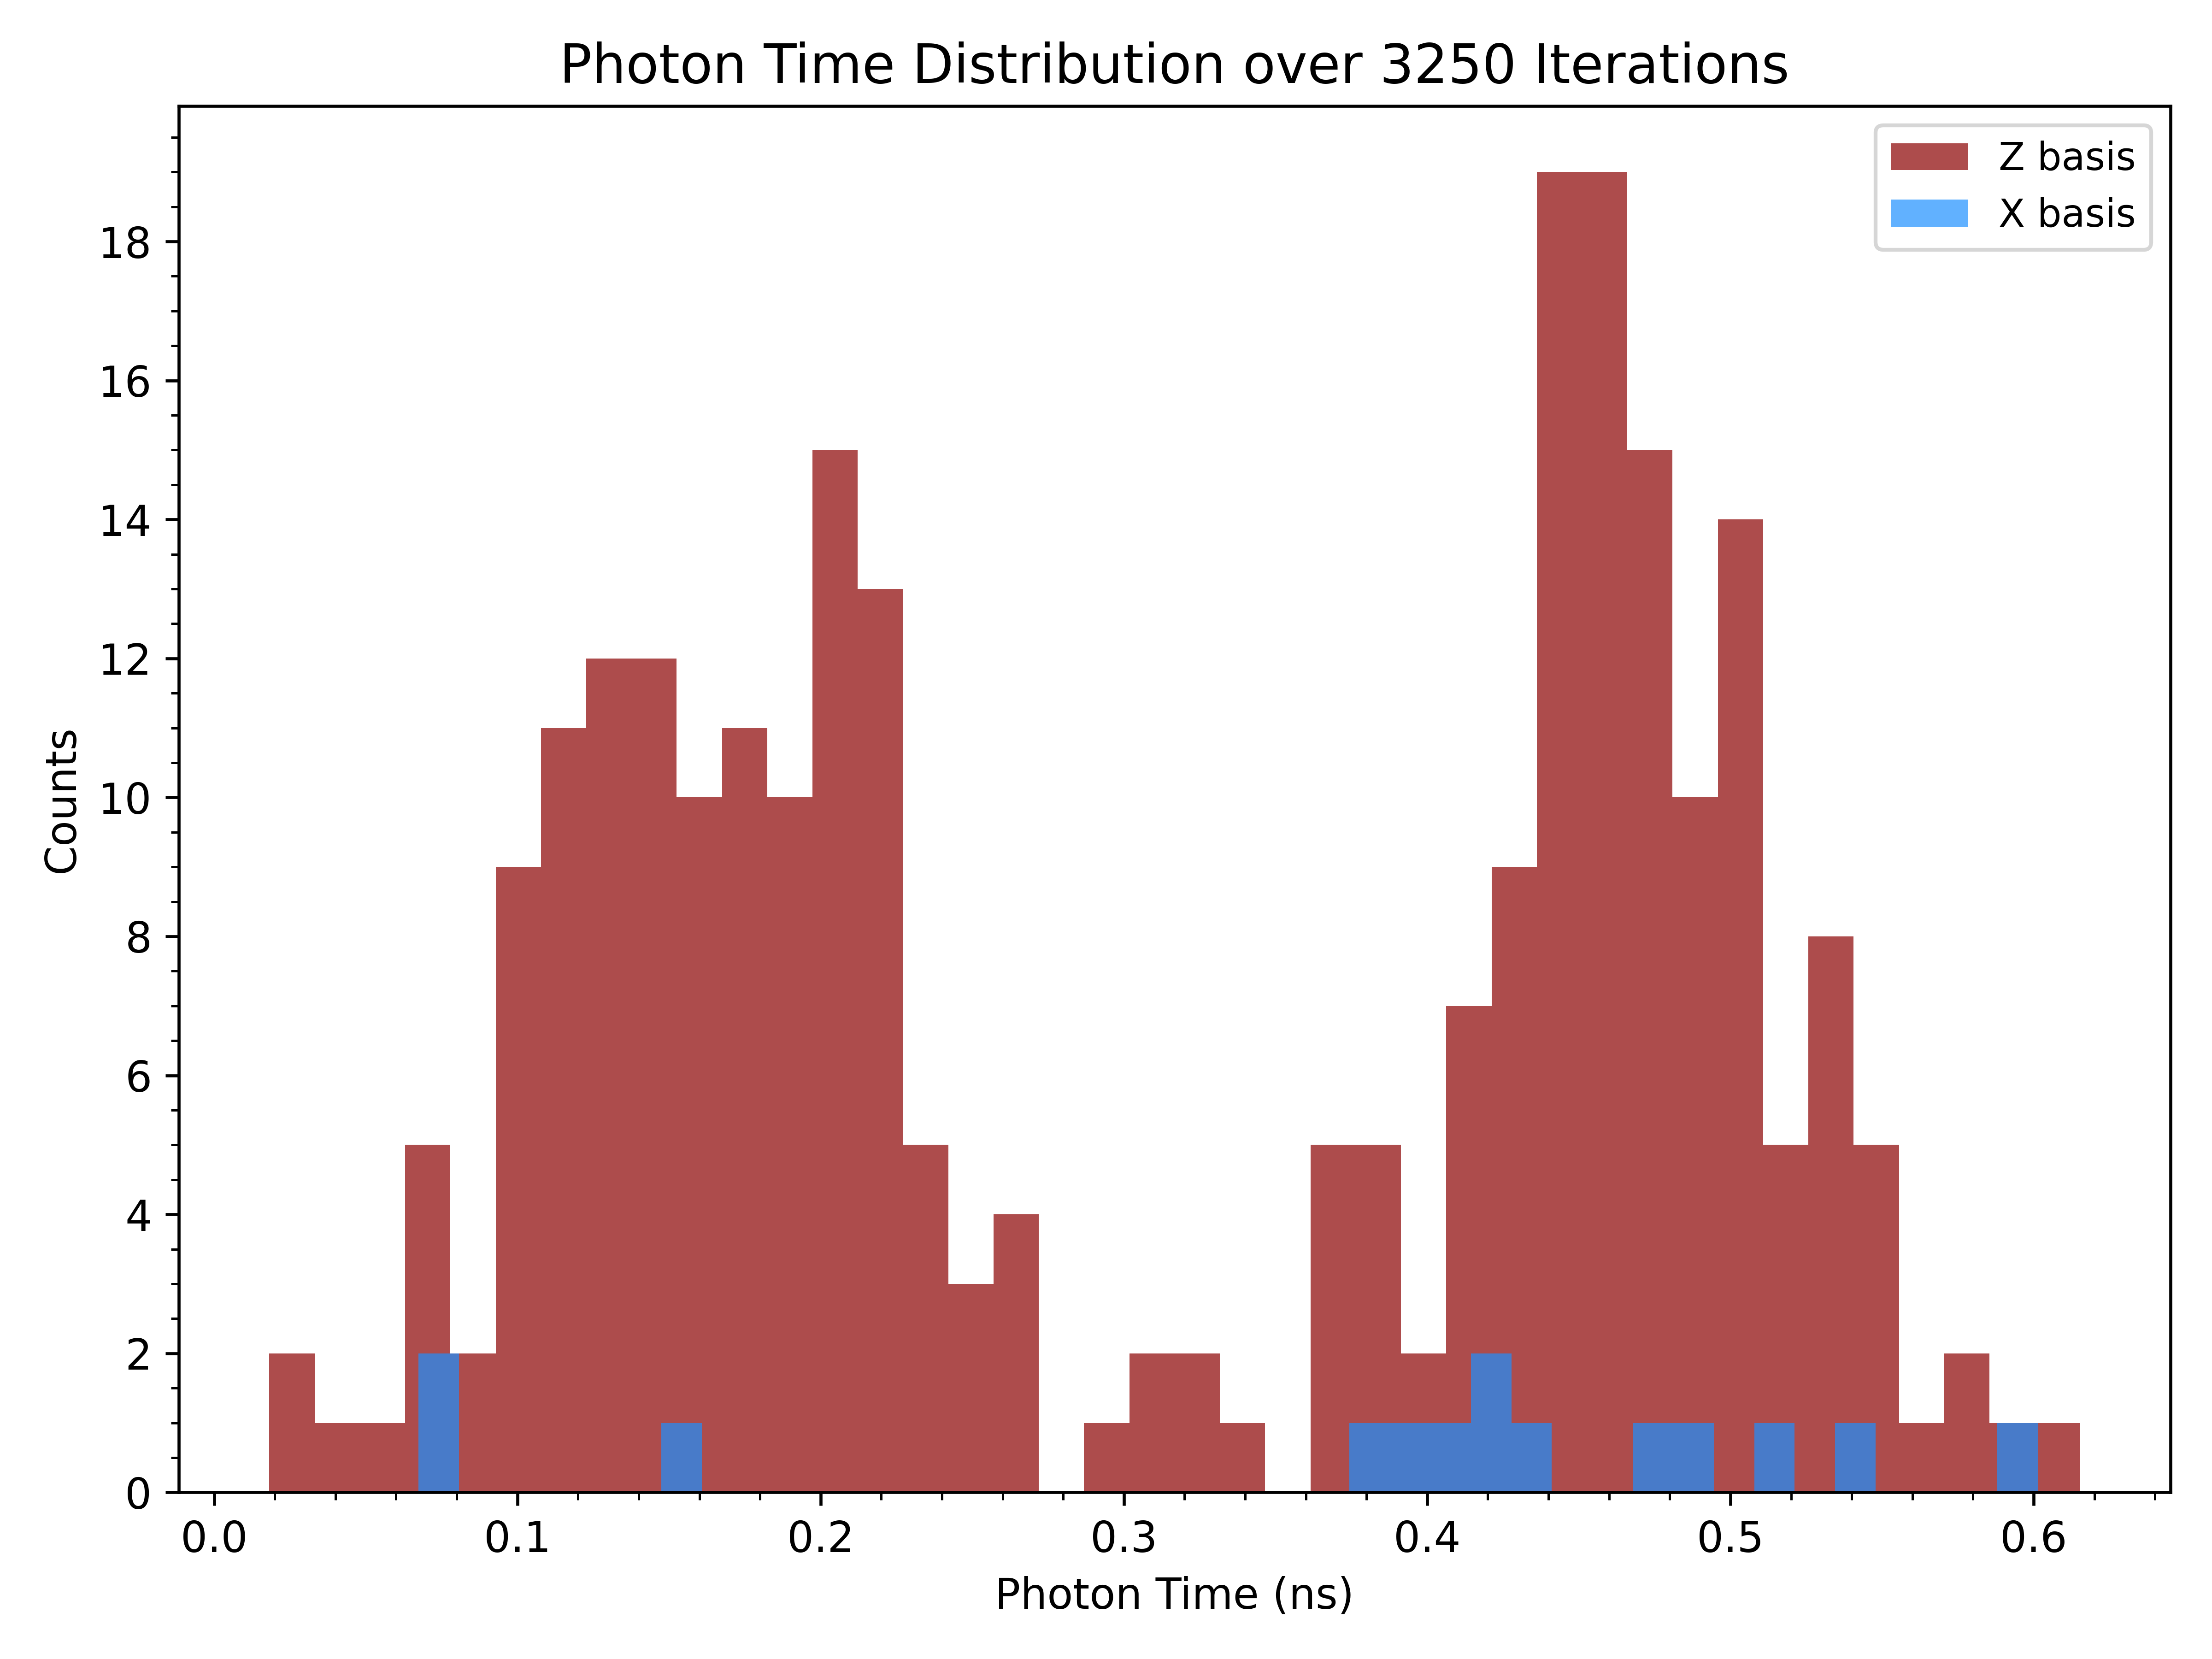 Photon Time Distribution over 3250 Iterations
Z basis
X basis
Counts
18
16
14
12
10
8
6
4
2
0
0.0 0.1 0.2 0.3 0.4 0.5 0.6
Photon Time (ns)